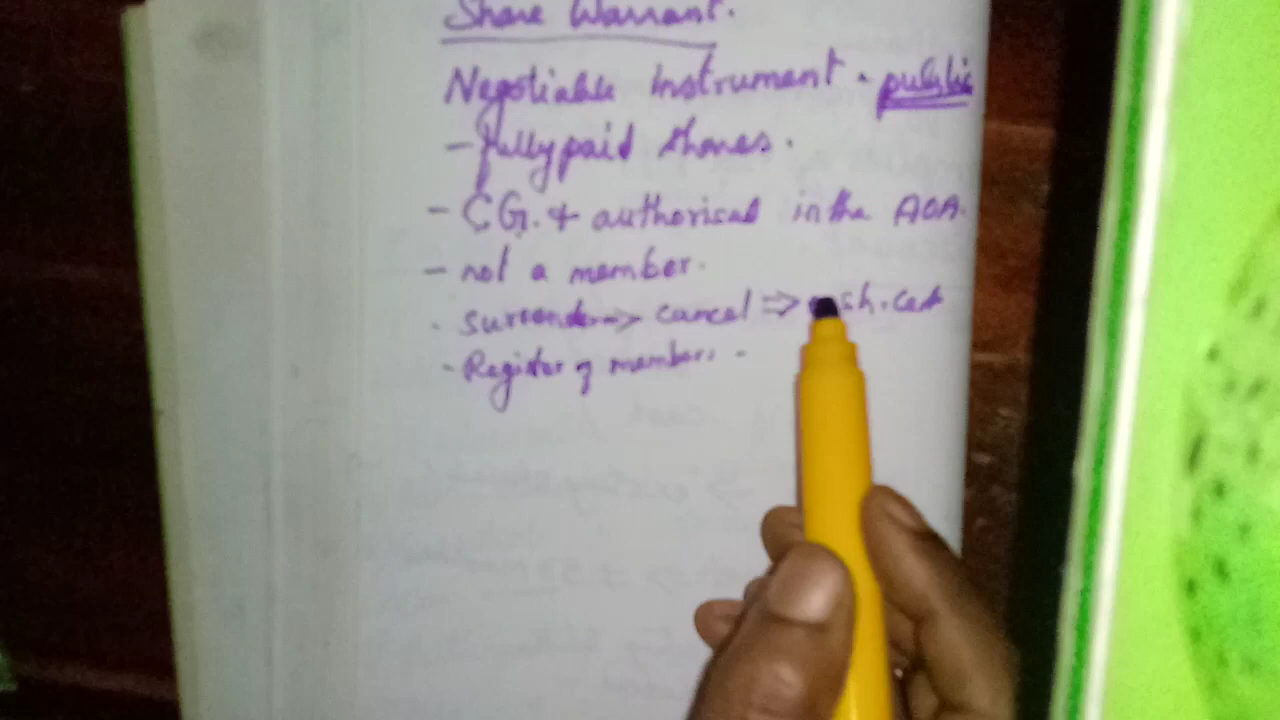 Share Warrant.
Negotiable Instrument. public
- fully paid shares.
- CG. & authorised in the AOA.
- not a member.
. surrender -> cancel => sh. cert
- Register of members -